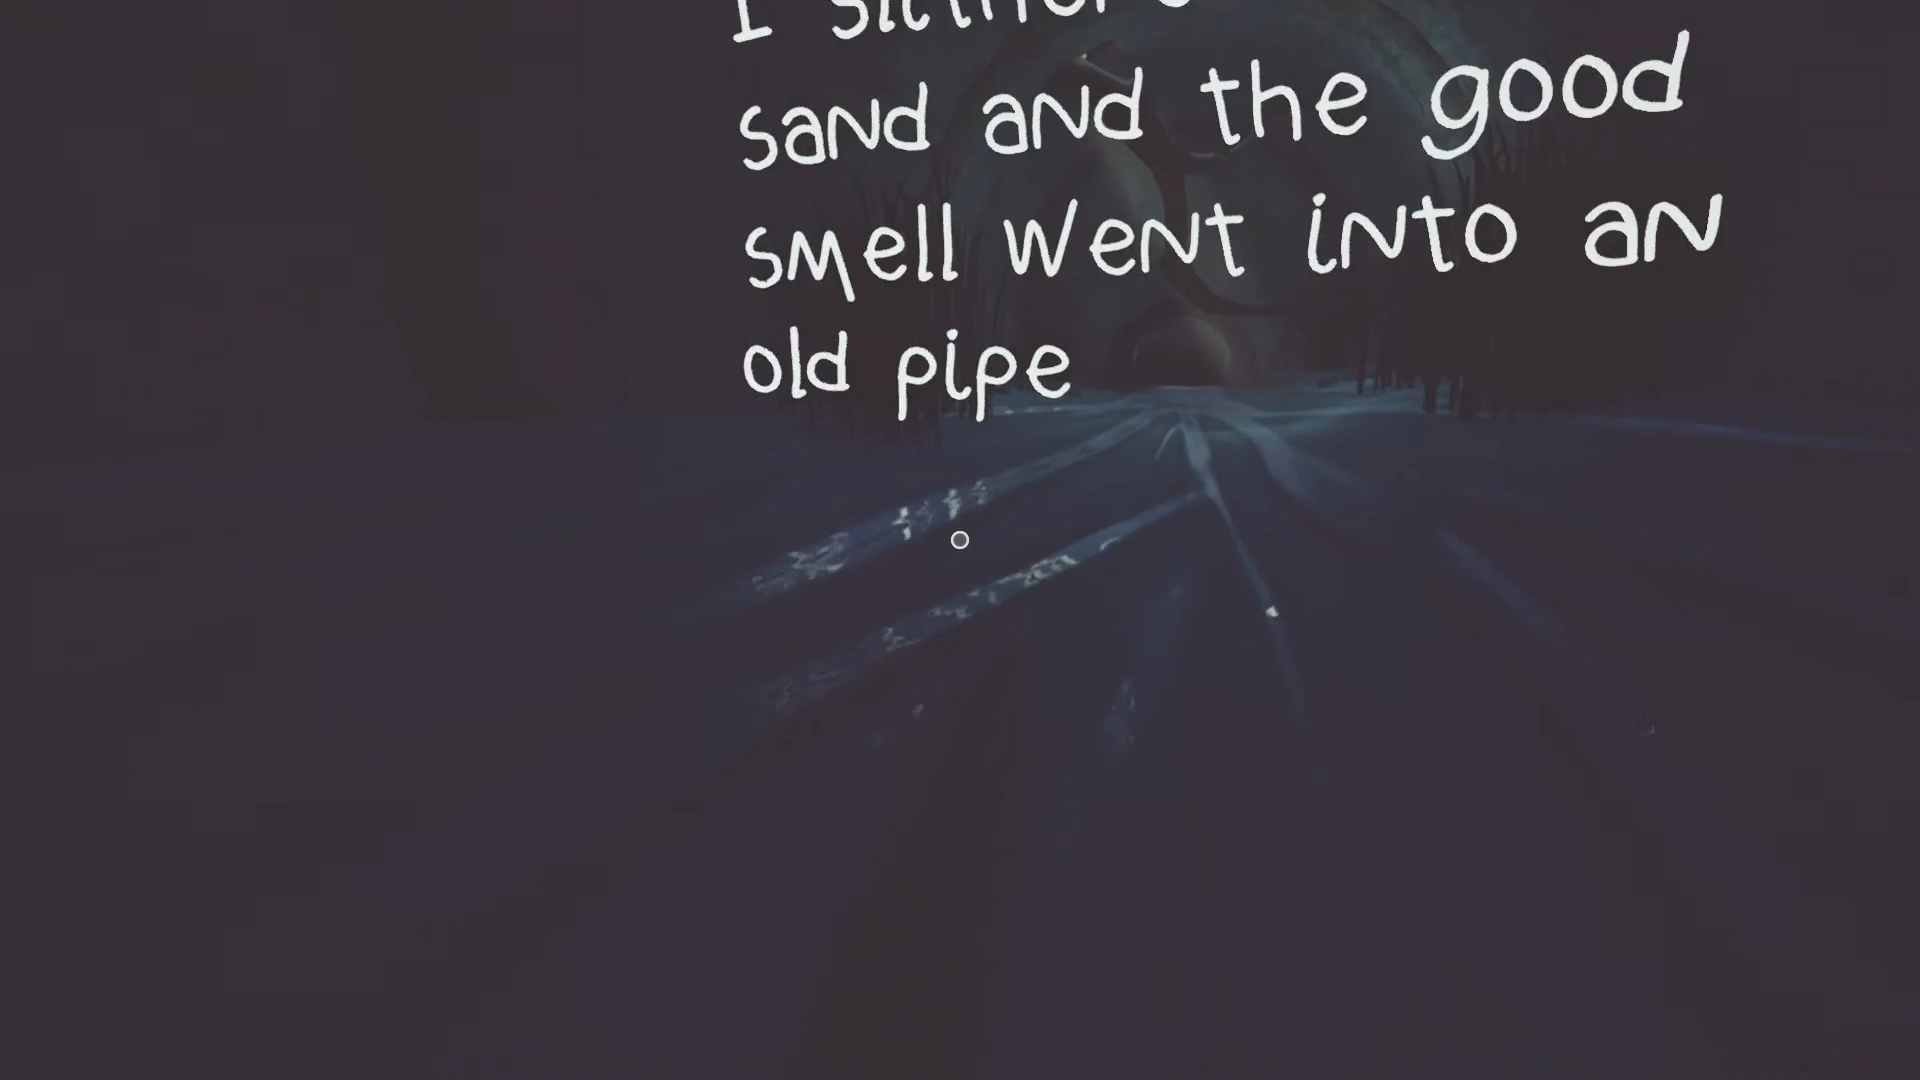 I
sand and the good
smell went into an
old pipe